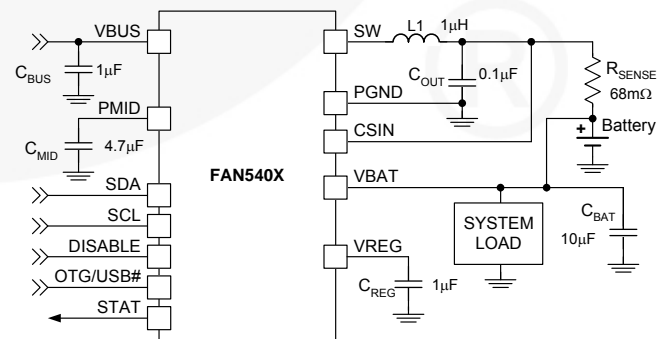 VBUS
C_BUS
1μF
PMID
C_MID
4.7μF
SDA
SCL
DISABLE
OTG/USB#
STAT
FAN540X
SW
L1 1μH
C_OUT 0.1μF
PGND
CSIN
R_SENSE
68mΩ
Battery
+
VBAT
SYSTEM
LOAD
C_BAT
10μF
VREG
C_REG 1μF
®